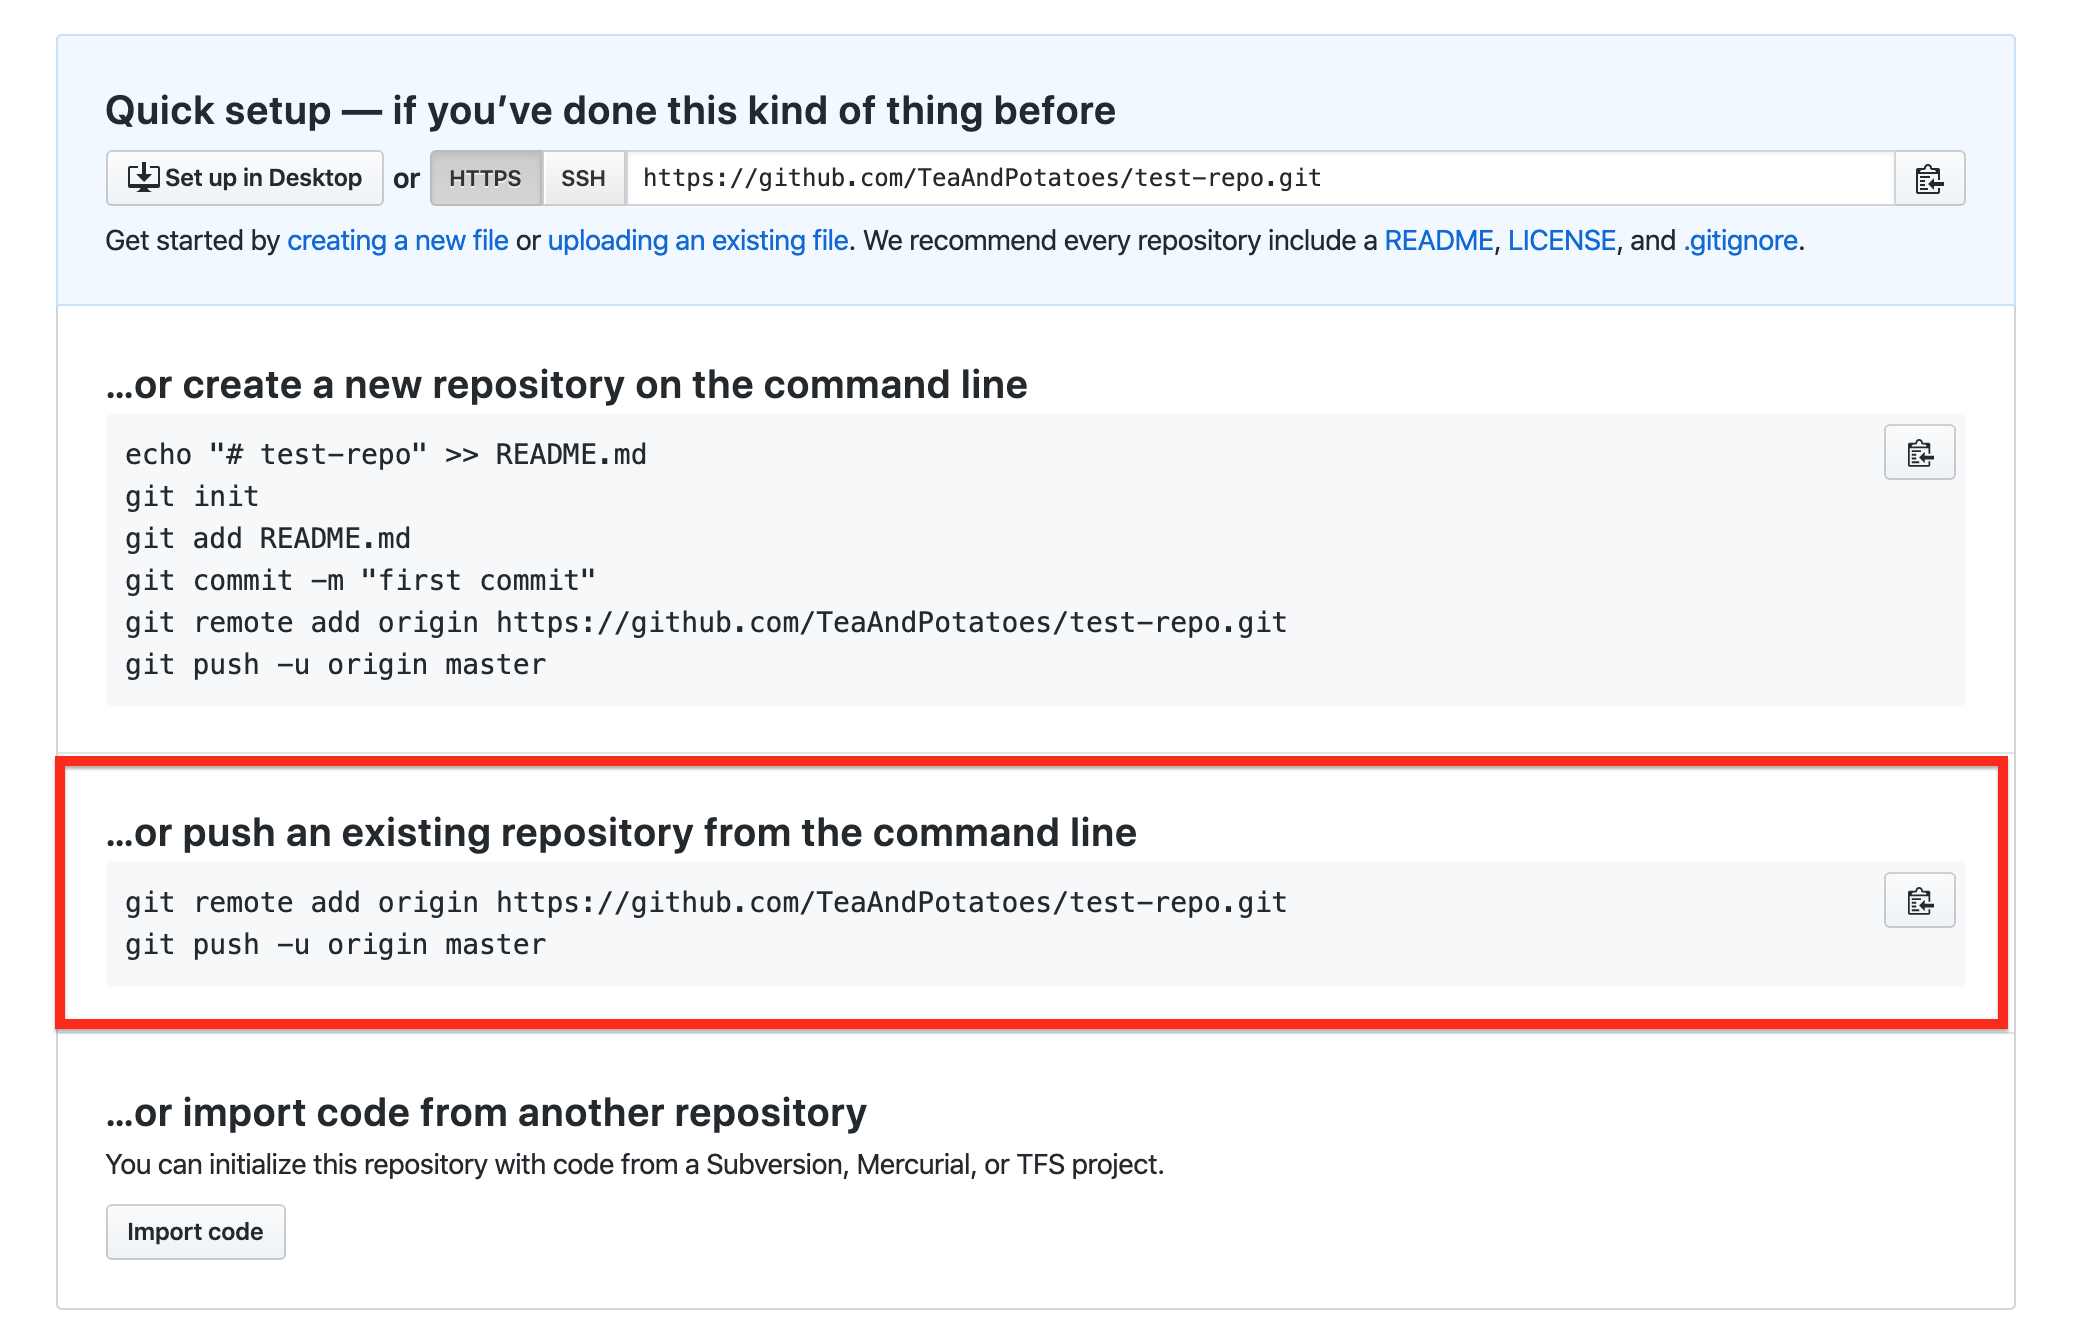 Quick setup — if you’ve done this kind of thing before
Set up in Desktop or HTTPS SSH https://github.com/TeaAndPotatoes/test-repo.git
Get started by creating a new file or uploading an existing file. We recommend every repository include a README, LICENSE, and .gitignore.
…or create a new repository on the command line
echo "# test-repo" >> README.md
git init
git add README.md
git commit -m "first commit"
git remote add origin https://github.com/TeaAndPotatoes/test-repo.git
git push -u origin master
…or push an existing repository from the command line
git remote add origin https://github.com/TeaAndPotatoes/test-repo.git
git push -u origin master
…or import code from another repository
You can initialize this repository with code from a Subversion, Mercurial, or TFS project.
Import code